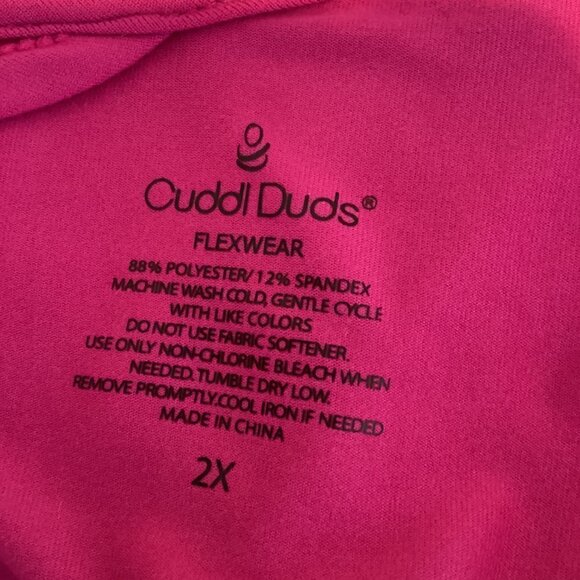 Cuddl Duds®
FLEXWEAR
88% POLYESTER/ 12% SPANDEX
MACHINE WASH COLD, GENTLE CYCLE
WITH LIKE COLORS
DO NOT USE FABRIC SOFTENER.
USE ONLY NON-CHLORINE BLEACH WHEN
NEEDED.TUMBLE DRY LOW.
REMOVE PROMPTLY.COOL IRON IF NEEDED
MADE IN CHINA
2X